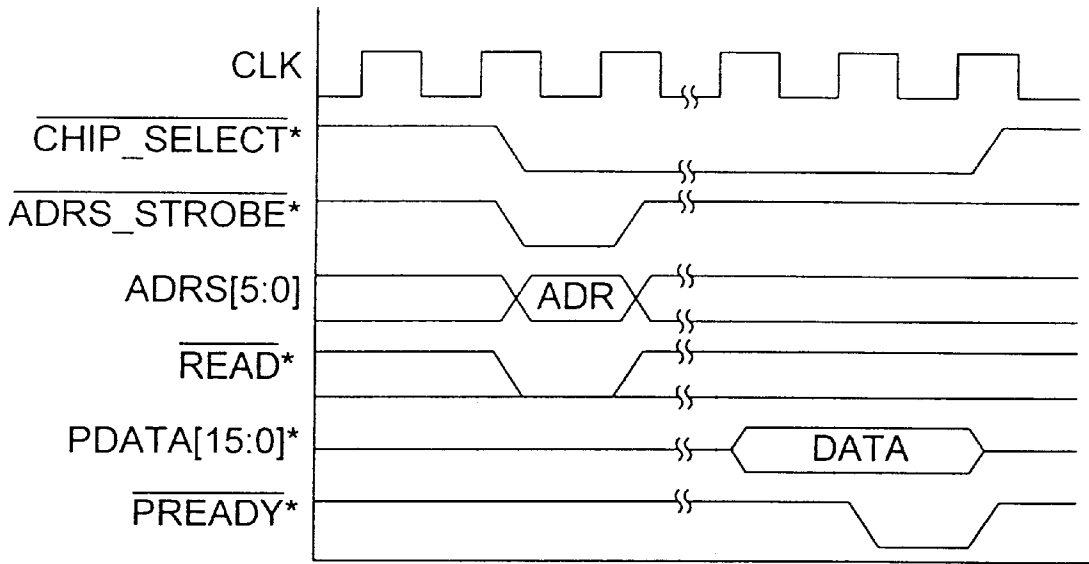 CLK
CHIP_SELECT*
ADRS_STROBE*
ADRS[5:0]
ADR
READ*
PDATA[15:0]*
DATA
PREADY*